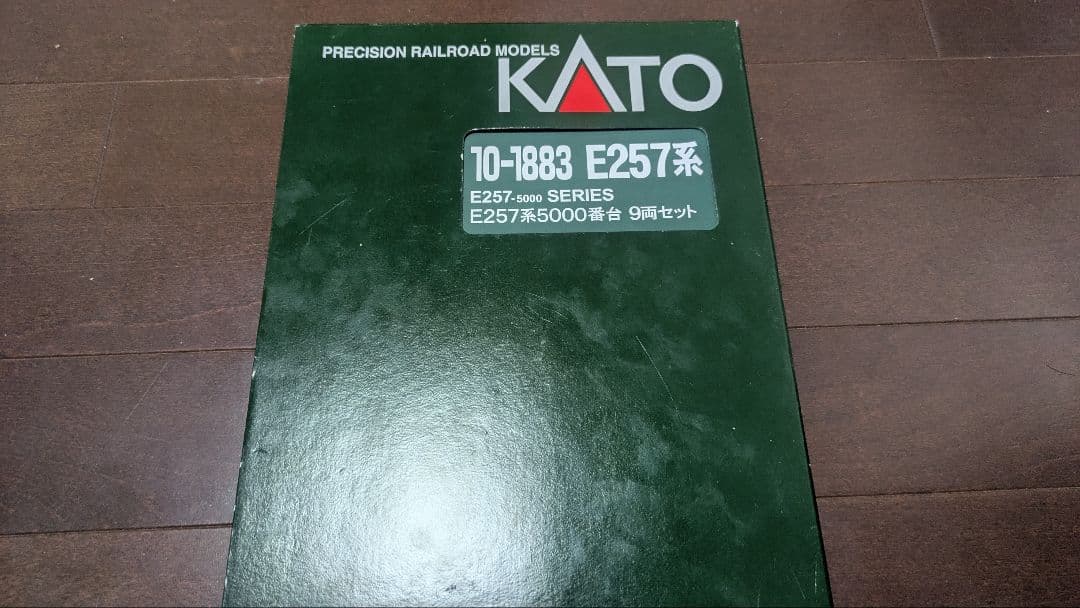 PRECISION RAILROAD MODELS
KATO
10-1883 E257系
E257-5000 SERIES
E257系5000番台 9両セット